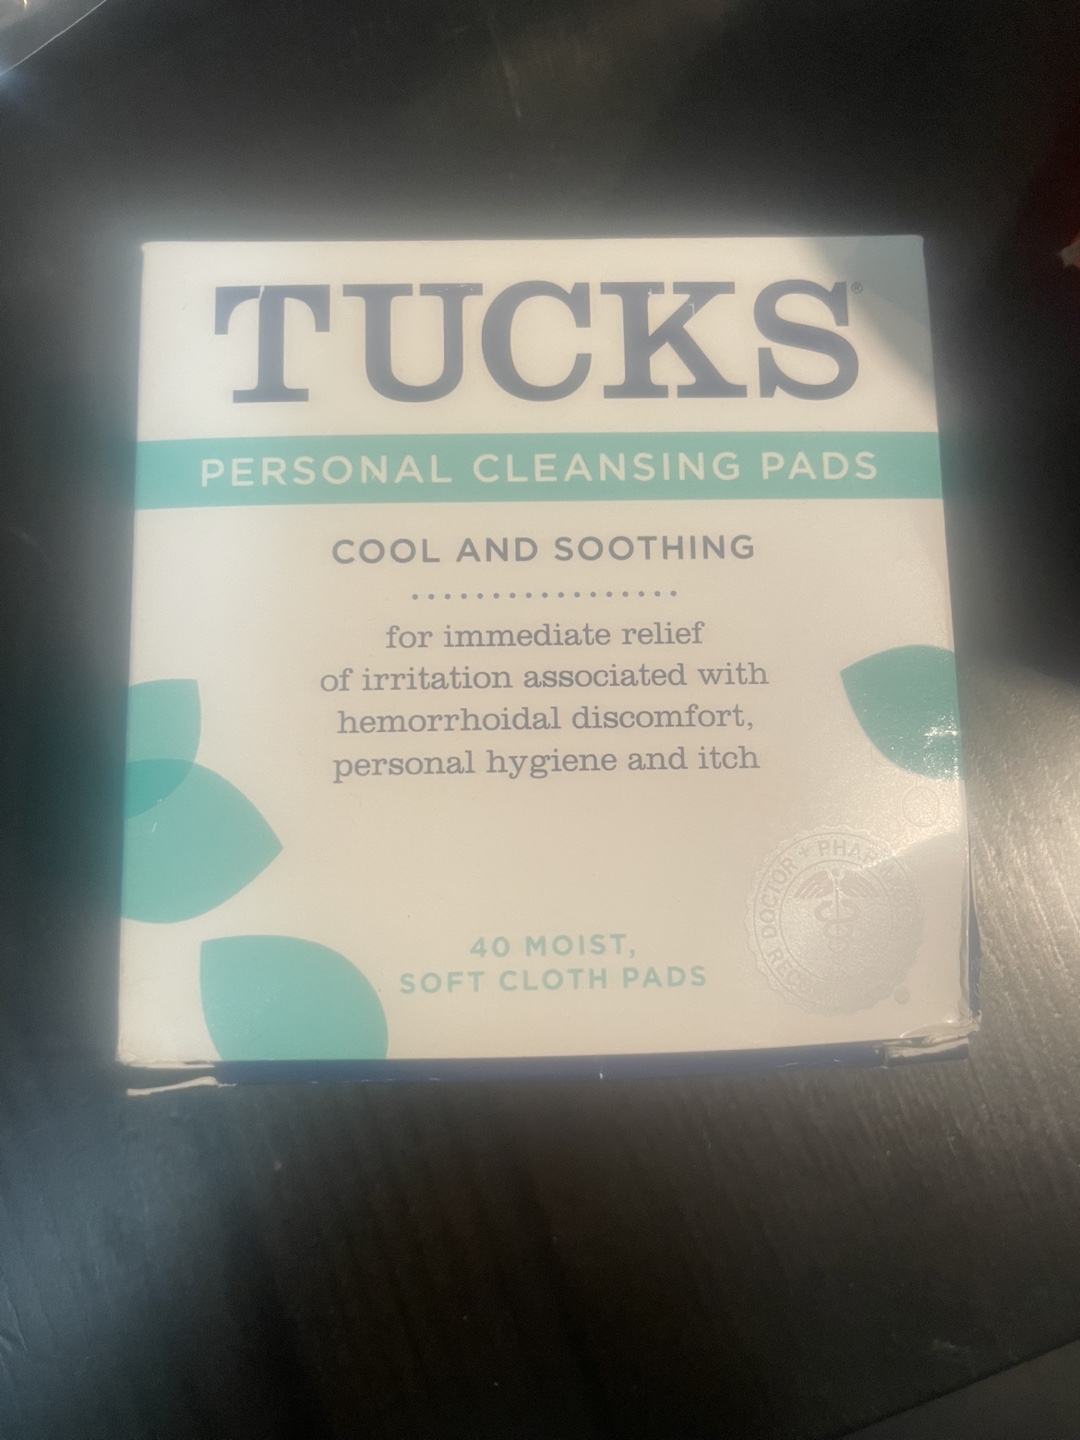 TUCKS®
PERSONAL CLEANSING PADS
COOL AND SOOTHING
for immediate relief
of irritation associated with
hemorrhoidal discomfort,
personal hygiene and itch
40 MOIST,
SOFT CLOTH PADS
DOCTOR +